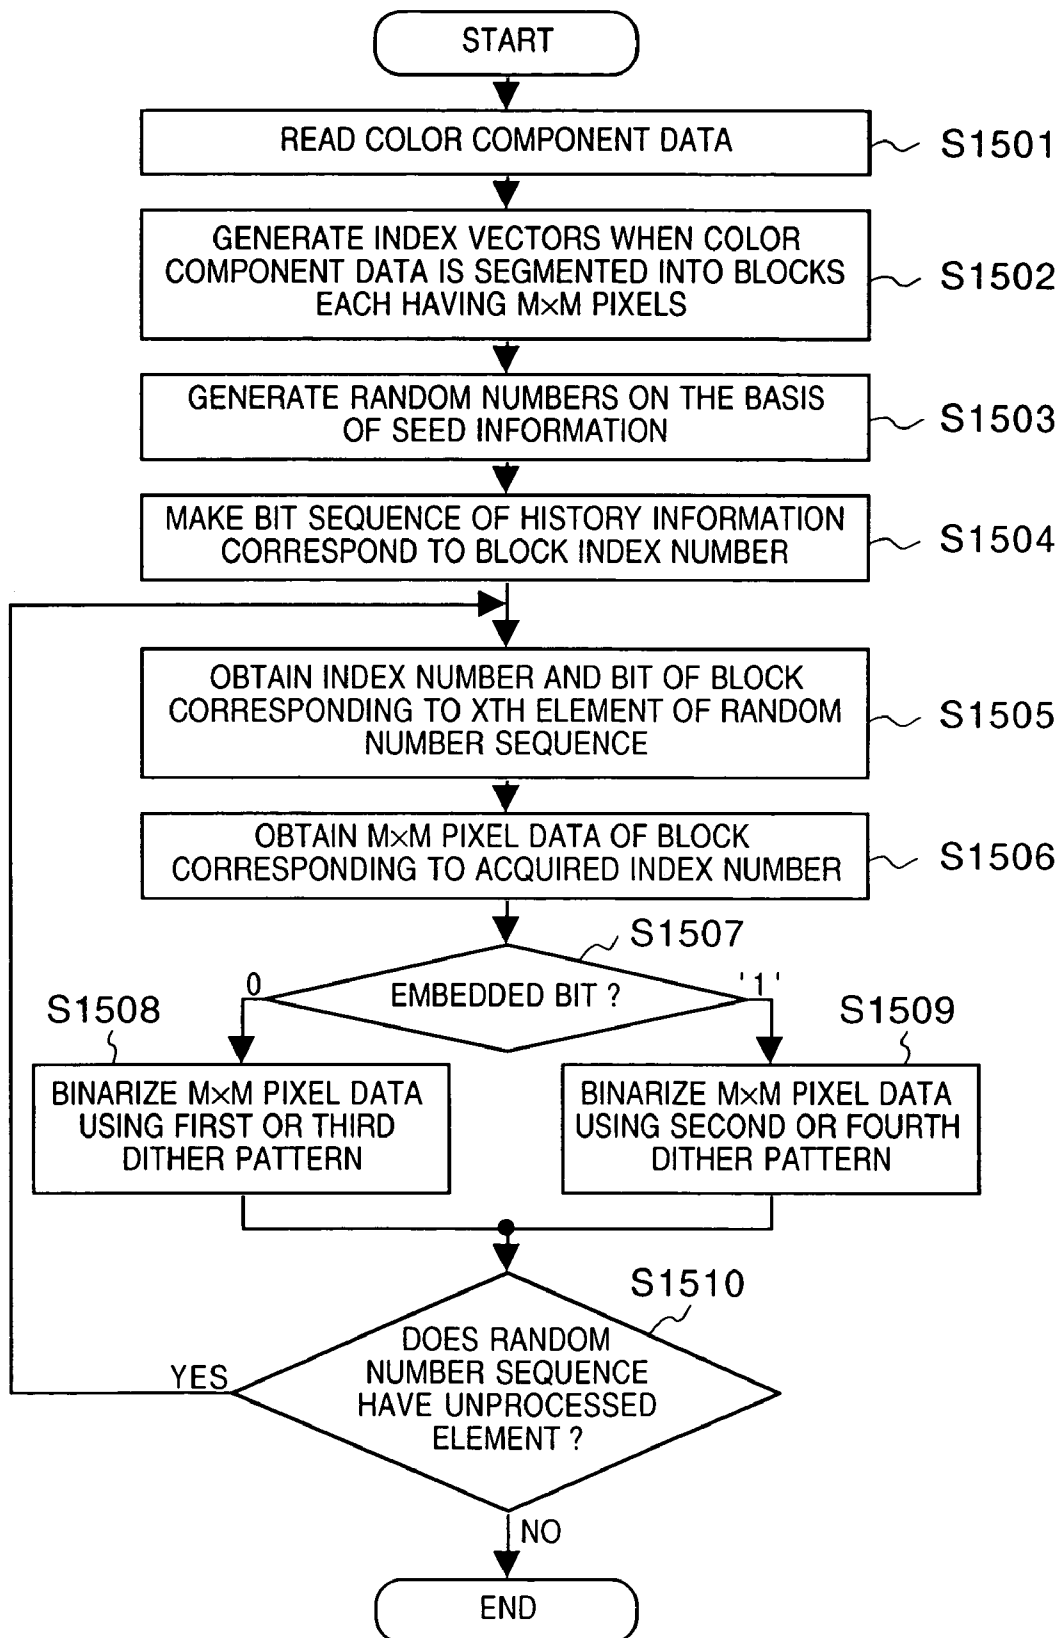 START
READ COLOR COMPONENT DATA
S1501
GENERATE INDEX VECTORS WHEN COLOR
COMPONENT DATA IS SEGMENTED INTO BLOCKS
EACH HAVING M×M PIXELS
S1502
GENERATE RANDOM NUMBERS ON THE BASIS
OF SEED INFORMATION
S1503
MAKE BIT SEQUENCE OF HISTORY INFORMATION
CORRESPOND TO BLOCK INDEX NUMBER
S1504
OBTAIN INDEX NUMBER AND BIT OF BLOCK
CORRESPONDING TO XTH ELEMENT OF RANDOM
NUMBER SEQUENCE
S1505
OBTAIN M×M PIXEL DATA OF BLOCK
CORRESPONDING TO ACQUIRED INDEX NUMBER
S1506
S1507
EMBEDDED BIT ?
0
'1'
S1508
BINARIZE M×M PIXEL DATA
USING FIRST OR THIRD
DITHER PATTERN
S1509
BINARIZE M×M PIXEL DATA
USING SECOND OR FOURTH
DITHER PATTERN
S1510
DOES RANDOM
NUMBER SEQUENCE
HAVE UNPROCESSED
ELEMENT ?
YES
NO
END